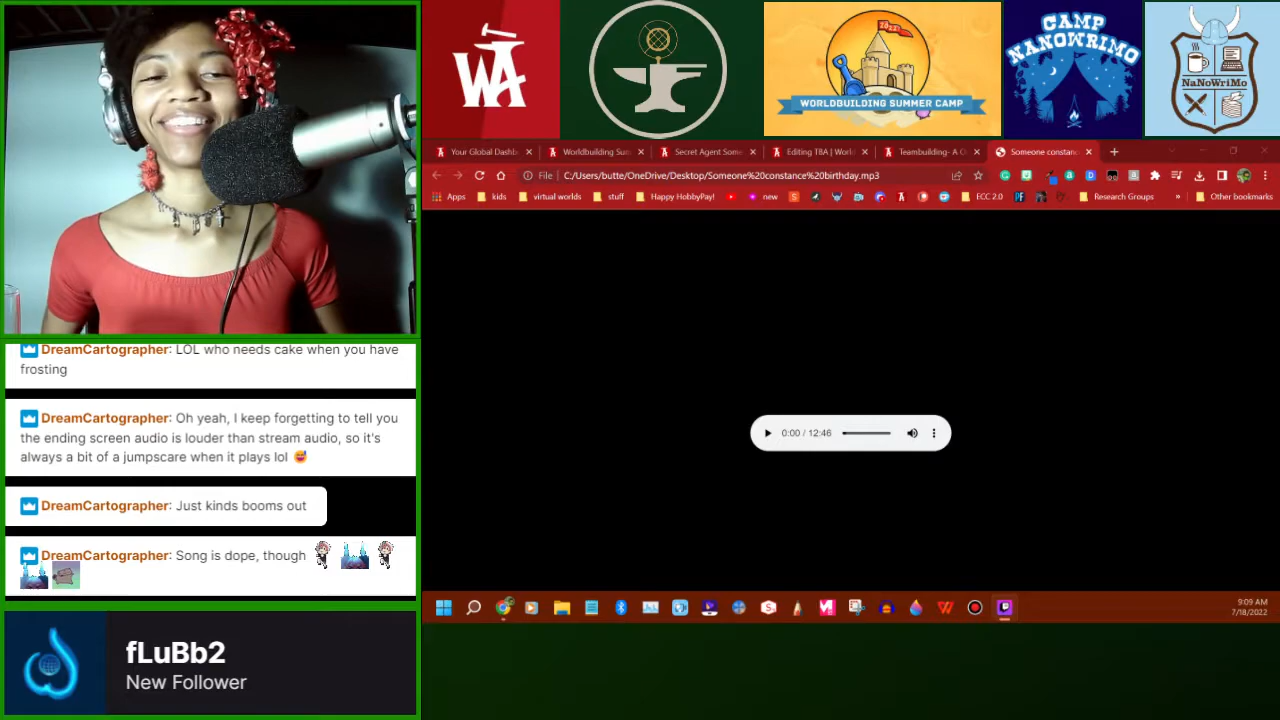 WA
2022
WORLDBUILDING SUMMER CAMP
CAMP
NANOWRIMO
NaNoWriMo
Your Global Dashb
Worldbuilding Su
Secret Agent Some
Editing TBA | World
Teambuilding- A C
Someone constanc
File
C:/Users/butte/OneDrive/Desktop/Someone%20constance%20birthday.mp3
Apps
kids
virtual worlds
stuff
Happy HobbyPay!
new
ECC 2.0
Research Groups
»
Other bookmarks
0:00 / 12:46
DreamCartographer: LOL who needs cake when you have
frosting
DreamCartographer: Oh yeah, I keep forgetting to tell you
the ending screen audio is louder than stream audio, so it's
always a bit of a jumpscare when it plays lol
DreamCartographer: Just kinds booms out
DreamCartographer: Song is dope, though
fLuBb2
New Follower
9:09 AM
7/18/2022